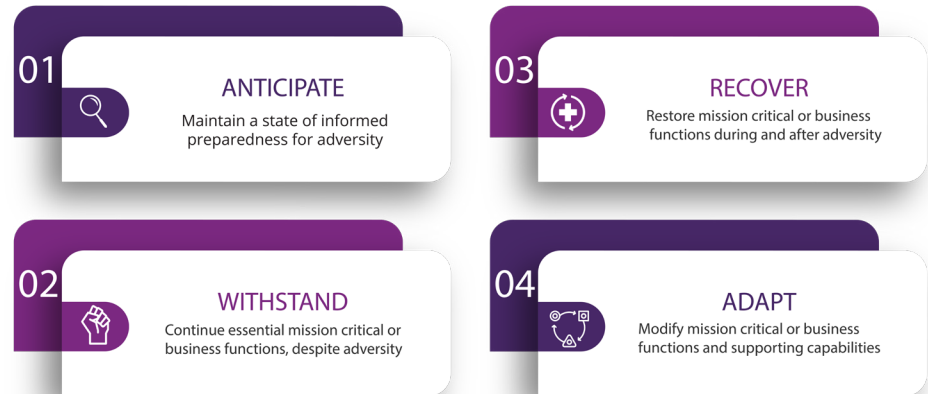 01
ANTICIPATE
Maintain a state of informed
preparedness for adversity
02
WITHSTAND
Continue essential mission critical or
business functions, despite adversity
03
RECOVER
Restore mission critical or business
functions during and after adversity
04
ADAPT
Modify mission critical or business
functions and supporting capabilities